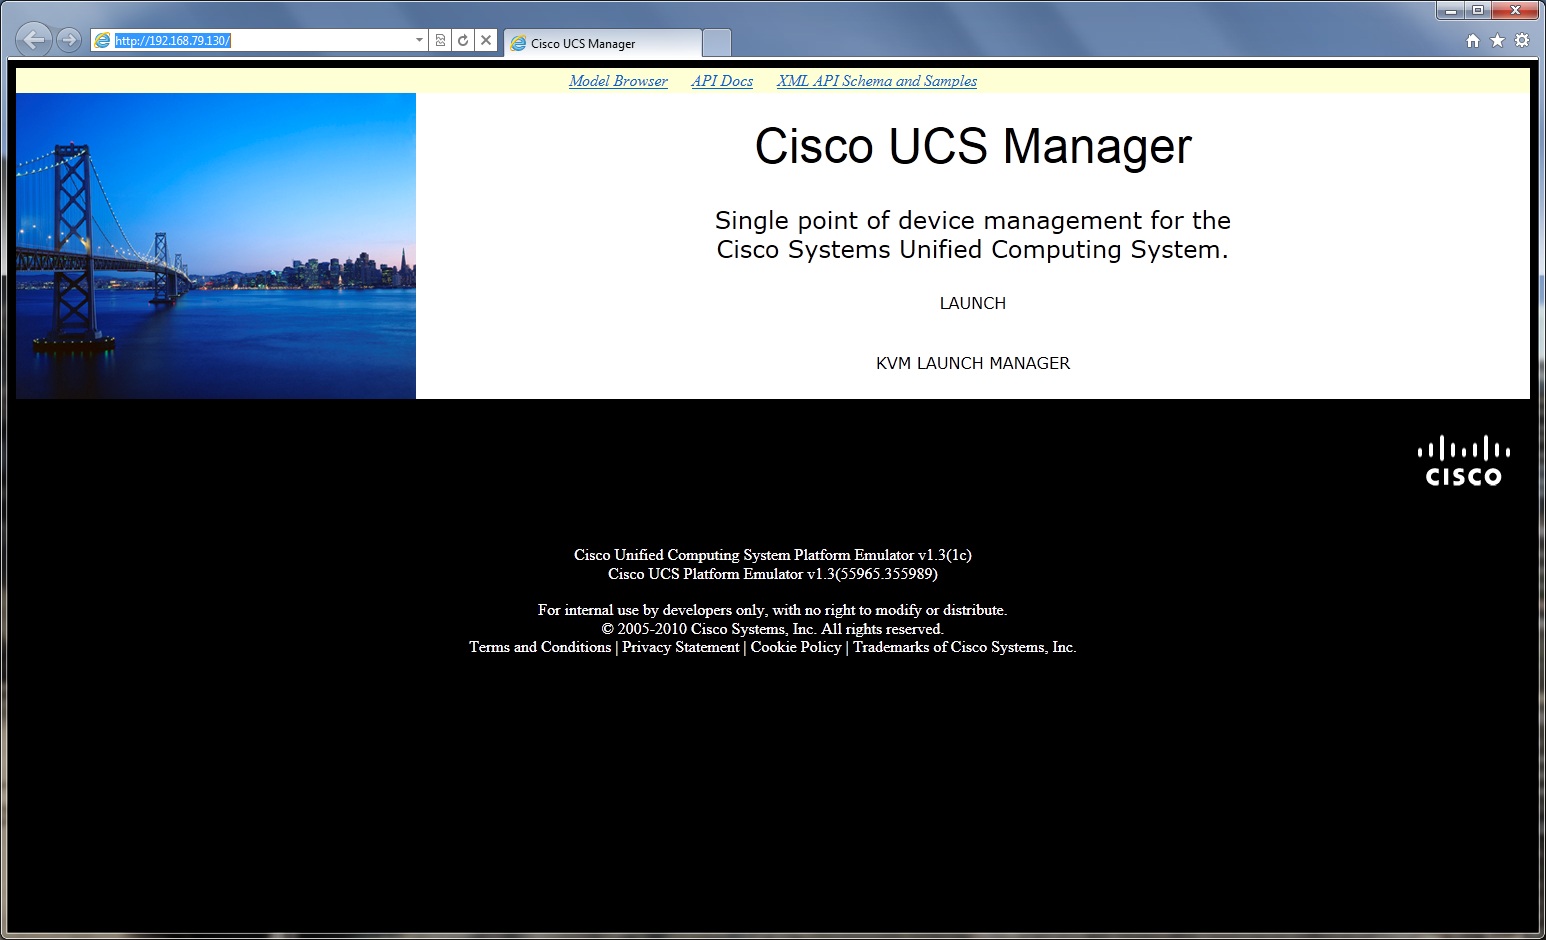 http://192.168.79.130/
Cisco UCS Manager
Model Browser API Docs XML API Schema and Samples
Cisco UCS Manager
Single point of device management for the
Cisco Systems Unified Computing System.
LAUNCH
KVM LAUNCH MANAGER
CISCO
Cisco Unified Computing System Platform Emulator v1.3(1c)
Cisco UCS Platform Emulator v1.3(55965.355989)
For internal use by developers only, with no right to modify or distribute.
© 2005-2010 Cisco Systems, Inc. All rights reserved.
Terms and Conditions | Privacy Statement | Cookie Policy | Trademarks of Cisco Systems, Inc.